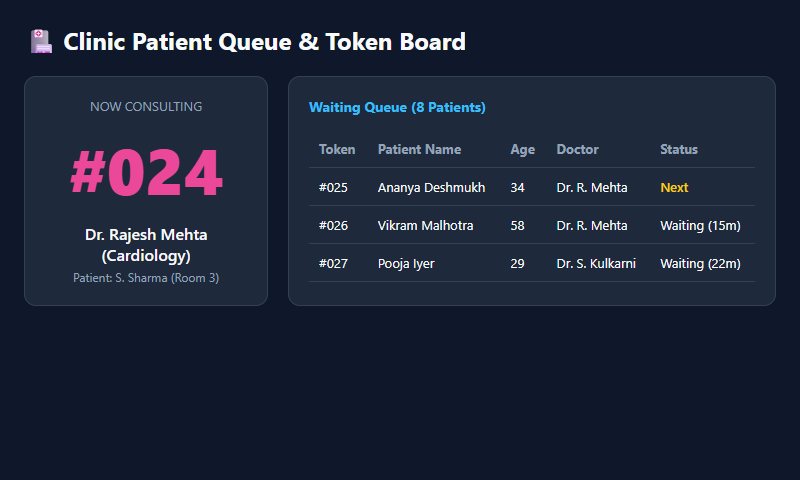 Clinic Patient Queue & Token Board
NOW CONSULTING
#024
Dr. Rajesh Mehta
(Cardiology)
Patient: S. Sharma (Room 3)
Waiting Queue (8 Patients)
Token Patient Name Age Doctor Status
#025 Ananya Deshmukh 34 Dr. R. Mehta Next
#026 Vikram Malhotra 58 Dr. R. Mehta Waiting (15m)
#027 Pooja Iyer 29 Dr. S. Kulkarni Waiting (22m)